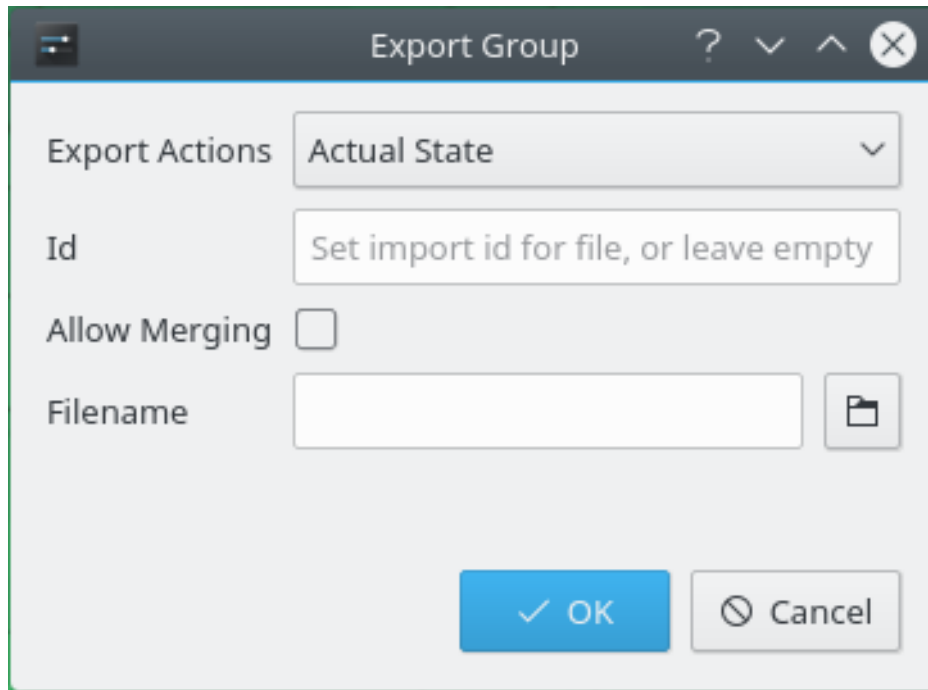 Export Group
Export Actions Actual State
Id Set import id for file, or leave empty
Allow Merging
Filename
OK Cancel